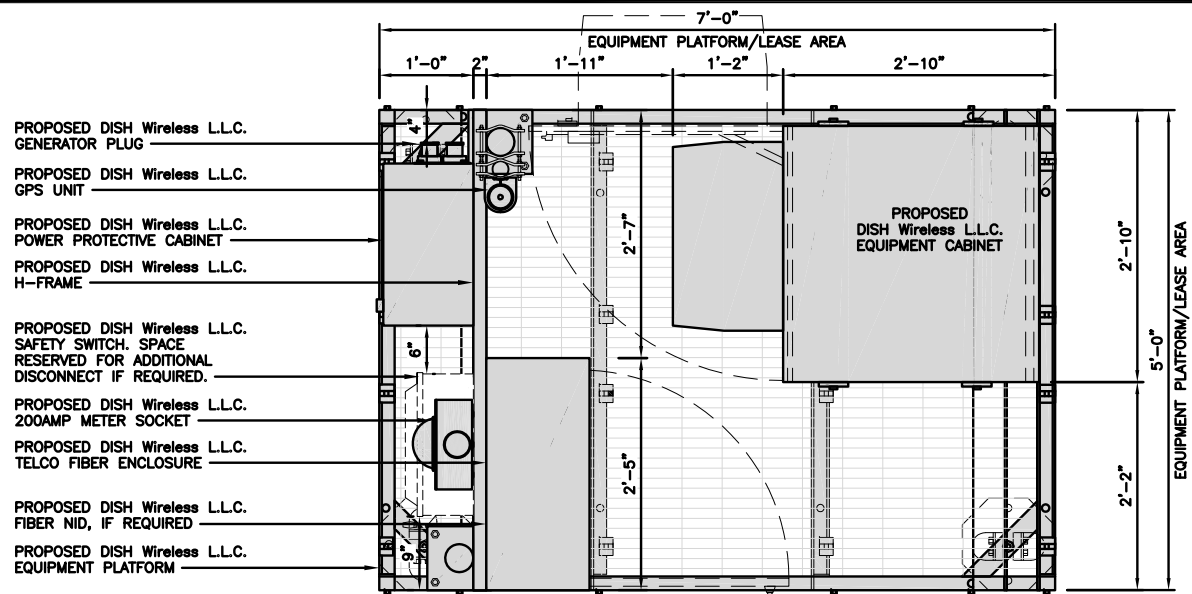 7'-0"
EQUIPMENT PLATFORM/LEASE AREA
1'-0"
2"
1'-11"
1'-2"
2'-10"
PROPOSED DISH Wireless L.L.C.
GENERATOR PLUG
PROPOSED DISH Wireless L.L.C.
GPS UNIT
PROPOSED DISH Wireless L.L.C.
POWER PROTECTIVE CABINET
PROPOSED DISH Wireless L.L.C.
H-FRAME
PROPOSED DISH Wireless L.L.C.
SAFETY SWITCH. SPACE
RESERVED FOR ADDITIONAL
DISCONNECT IF REQUIRED.
PROPOSED DISH Wireless L.L.C.
200AMP METER SOCKET
PROPOSED DISH Wireless L.L.C.
TELCO FIBER ENCLOSURE
PROPOSED DISH Wireless L.L.C.
FIBER NID, IF REQUIRED
PROPOSED DISH Wireless L.L.C.
EQUIPMENT PLATFORM
4"
6"
9"
2'-7"
2'-5"
PROPOSED
DISH Wireless L.L.C.
EQUIPMENT CABINET
2'-10"
2'-2"
5'-0"
EQUIPMENT PLATFORM/LEASE AREA